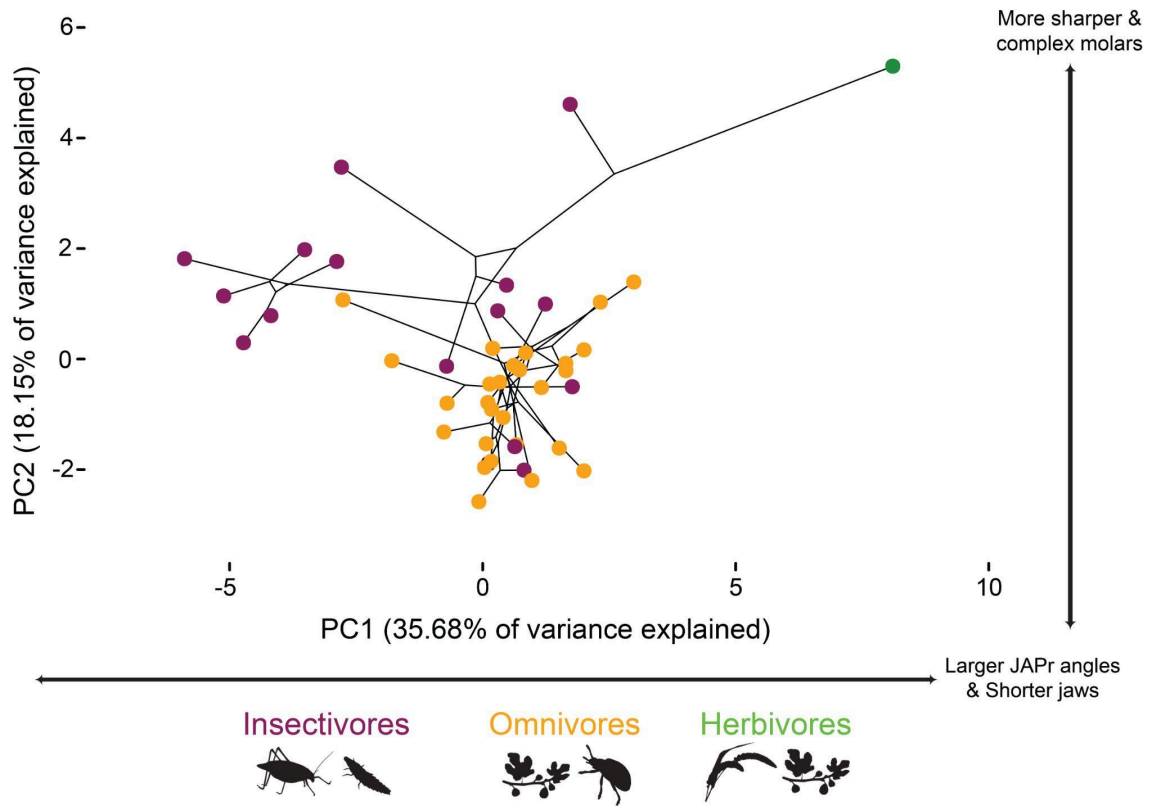 More sharper &
complex molars
6
4
2
0
-2
PC2 (18.15% of variance explained)
-5 0 5 10
PC1 (35.68% of variance explained)
Larger JAPr angles
& Shorter jaws
Insectivores Omnivores Herbivores